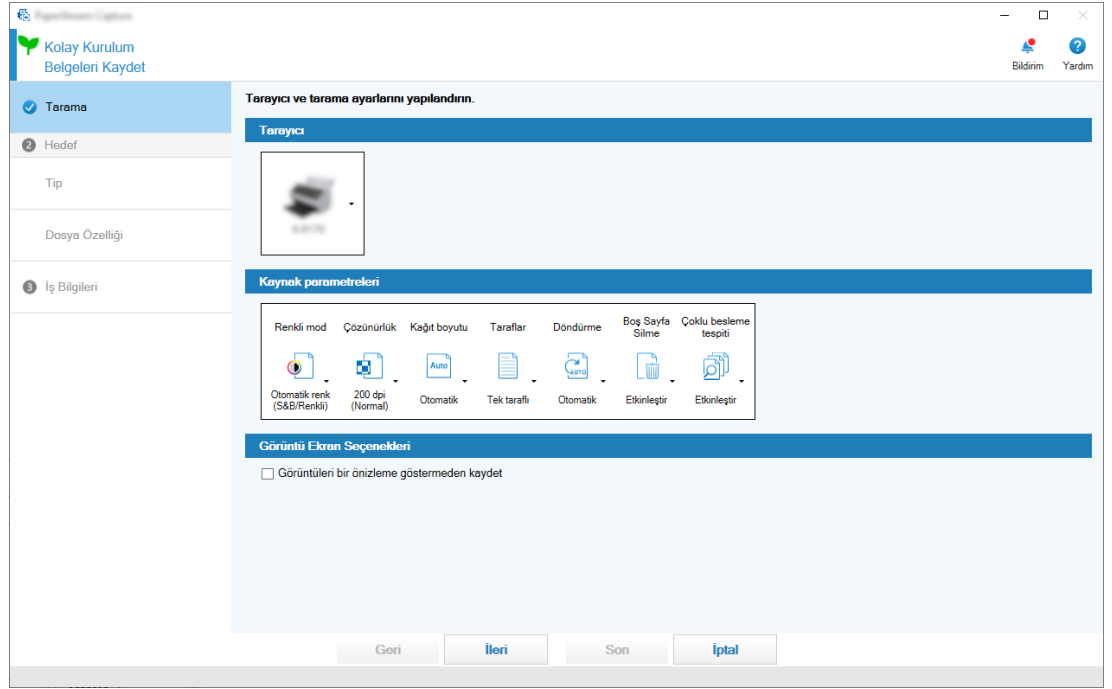 Kolay Kurulum
Belgeleri Kaydet
Bildirim
Yardım
Tarama
2 Hedef
Tip
Dosya Özelliği
3 İş Bilgileri
Tarayıcı ve tarama ayarlarını yapılandırın.
Tarayıcı
Kaynak parametreleri
Renkli mod
Çözünürlük
Kağıt boyutu
Taraflar
Döndürme
Boş Sayfa
Silme
Çoklu besleme
tespiti
Auto
AUTO
Otomatik renk
(S&B/Renkli)
200 dpi
(Normal)
Otomatik
Tek taraflı
Otomatik
Etkinleştir
Etkinleştir
Görüntü Ekran Seçenekleri
Görüntüleri bir önizleme göstermeden kaydet
Geri
İleri
Son
İptal